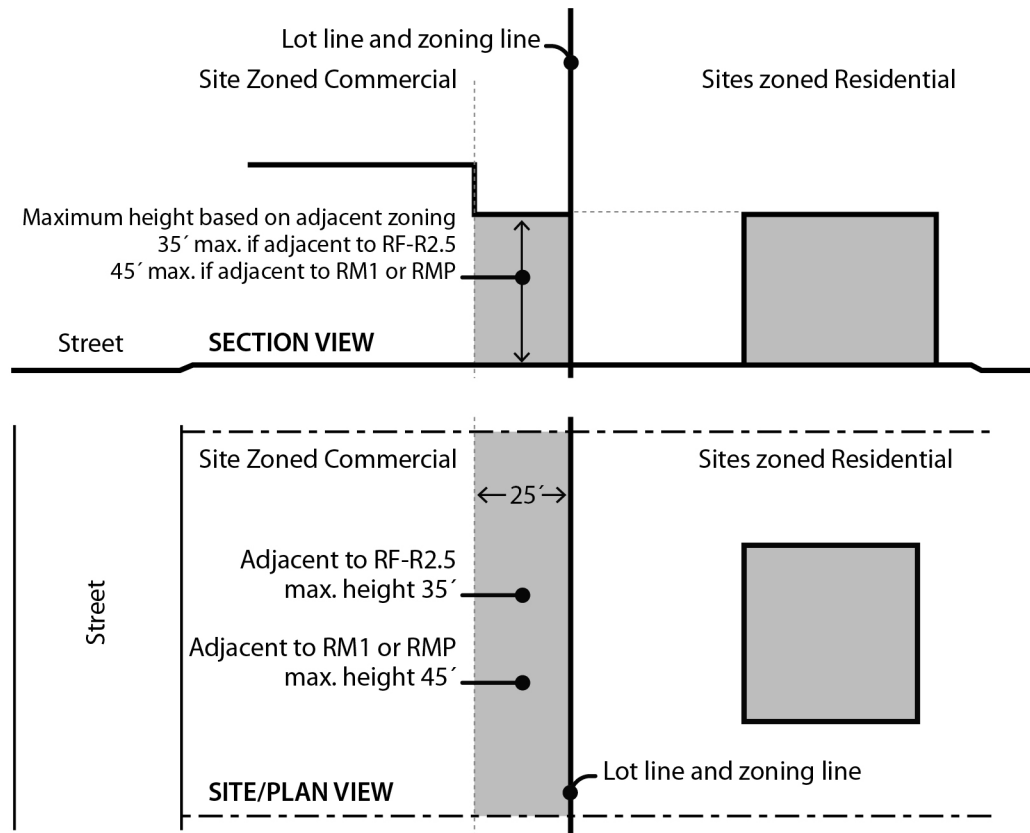 Lot line and zoning line
Site Zoned Commercial
Sites zoned Residential
Maximum height based on adjacent zoning
35´ max. if adjacent to RF-R2.5
45´ max. if adjacent to RM1 or RMP
Street
SECTION VIEW
Site Zoned Commercial
Sites zoned Residential
25´
Adjacent to RF-R2.5
max. height 35´
Street
Adjacent to RM1 or RMP
max. height 45´
Lot line and zoning line
SITE/PLAN VIEW